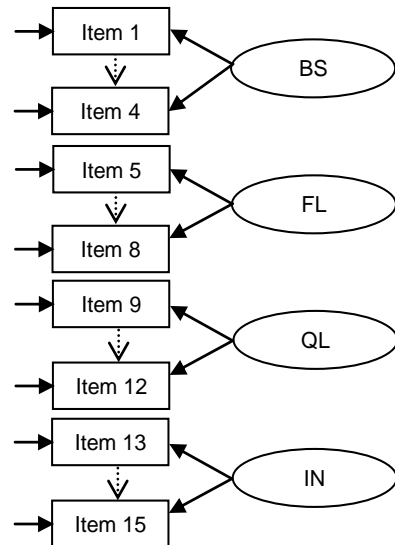 Item 1
BS
Item 4
Item 5
FL
Item 8
Item 9
QL
Item 12
Item 13
IN
Item 15